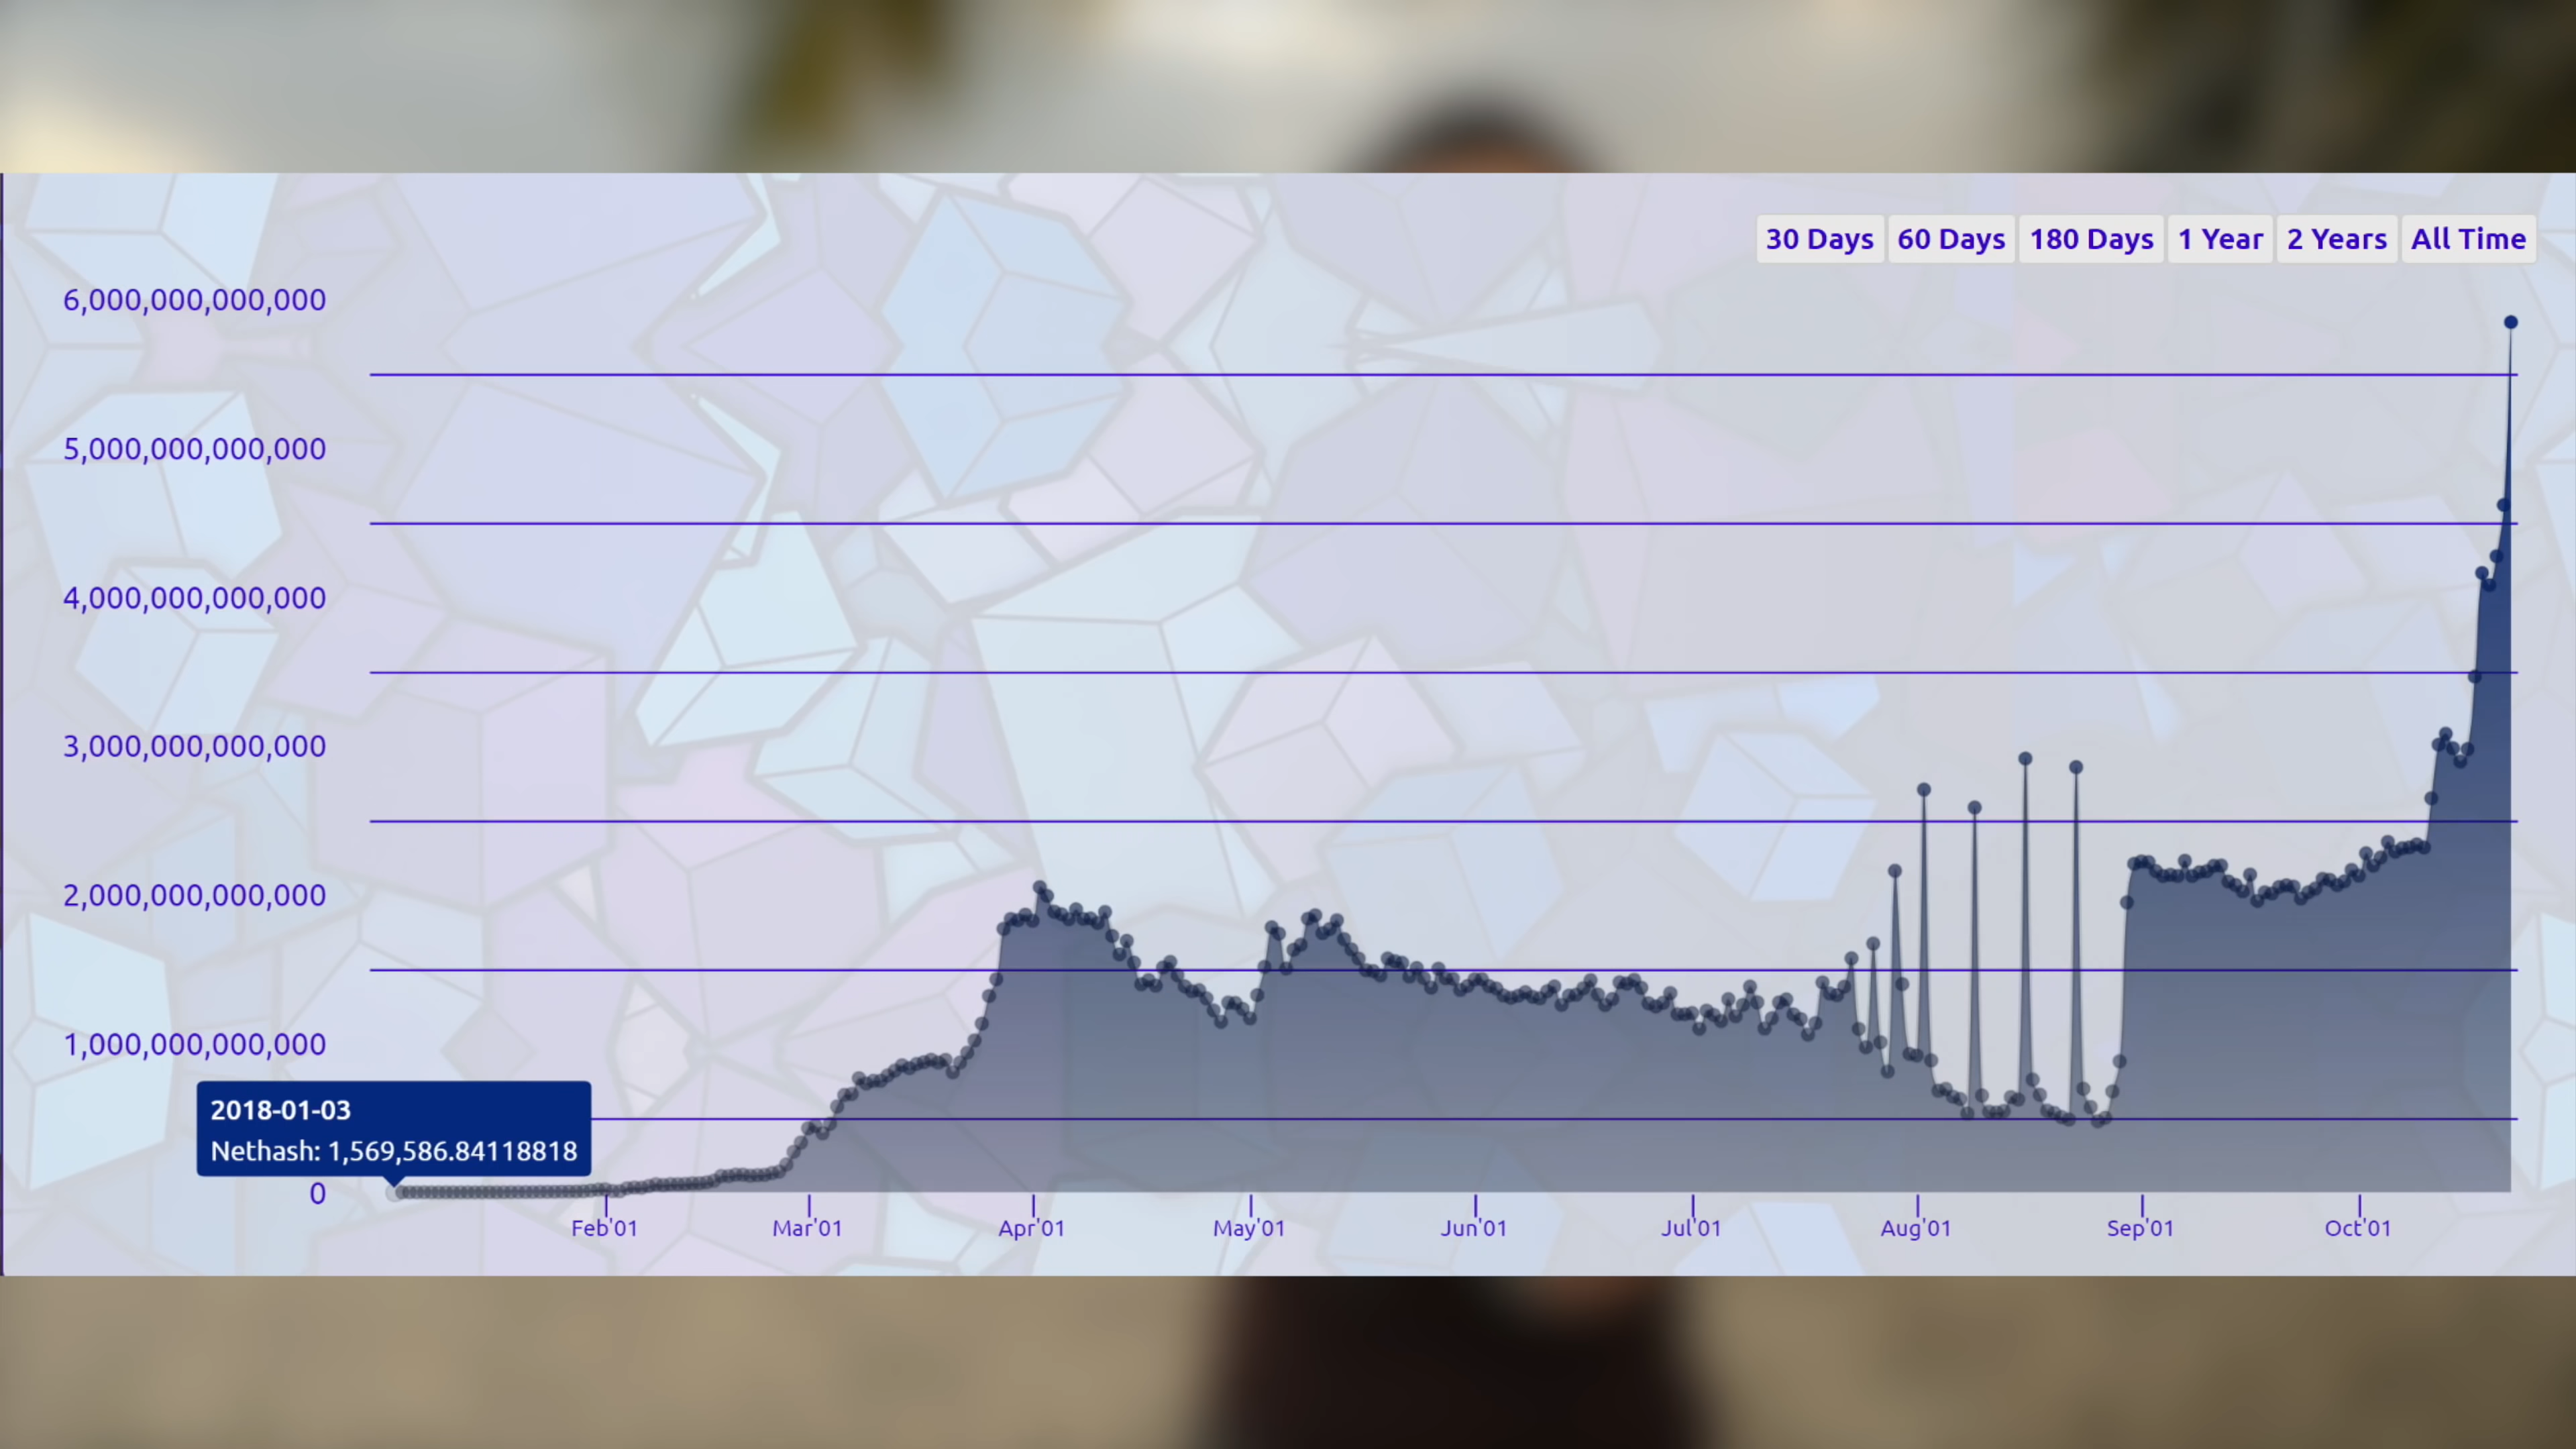 30 Days 60 Days 180 Days 1 Year 2 Years All Time
6,000,000,000,000
5,000,000,000,000
4,000,000,000,000
3,000,000,000,000
2,000,000,000,000
1,000,000,000,000
2018-01-03
Nethash: 1,569,586.84118818
0
Feb'01 Mar'01 Apr'01 May'01 Jun'01 Jul'01 Aug'01 Sep'01 Oct'01